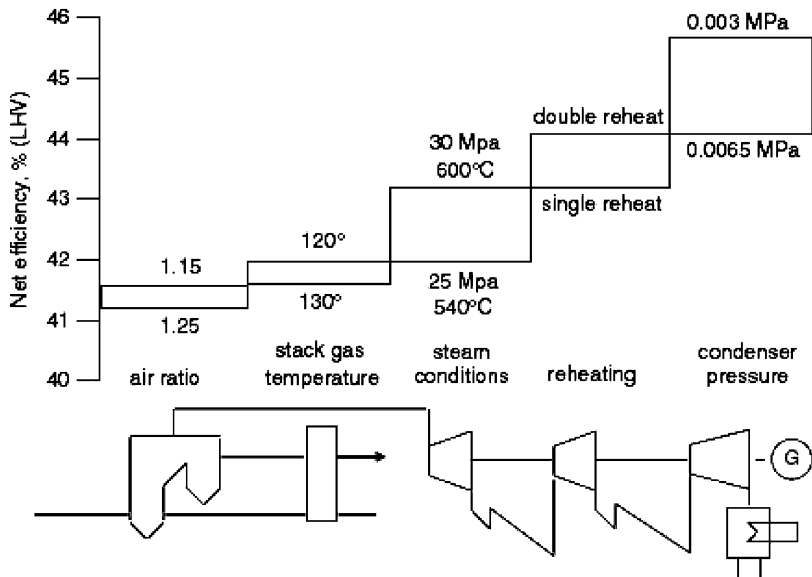 Net efficiency, % (LHV)
46
45
44
43
42
41
40
1.15
1.25
air ratio
120°
130°
stack gas
temperature
30 Mpa
600°C
25 Mpa
540°C
steam
conditions
double reheat
single reheat
reheating
0.003 MPa
0.0065 MPa
condenser
pressure
G